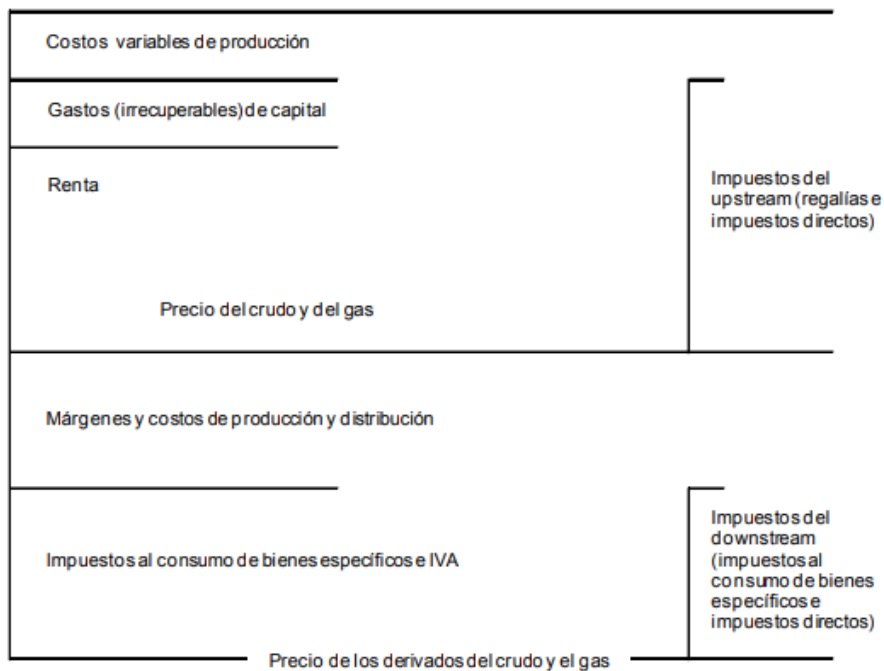 Costos variables de producción
Gastos (irrecuperables) de capital
Renta
Impuestos del
upstream (regalías e
impuestos directos)
Precio del crudo y del gas
Márgenes y costos de producción y distribución
Impuestos al consumo de bienes específicos e IVA
Impuestos del
downstream
(impuestos al
consumo de bienes
específicos e
impuestos directos)
Precio de los derivados del crudo y el gas